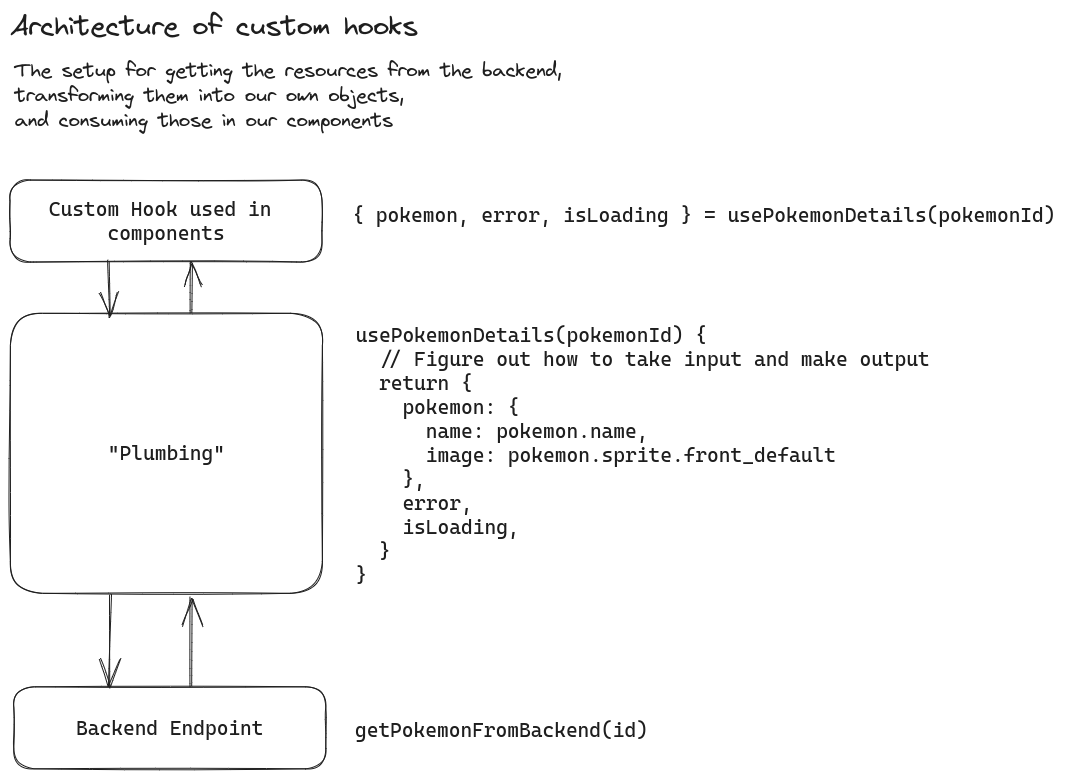 Architecture of custom hooks
The setup for getting the resources from the backend,
transforming them into our own objects,
and consuming those in our components
Custom Hook used in
components
{ pokemon, error, isLoading } = usePokemonDetails(pokemonId)
"Plumbing"
usePokemonDetails(pokemonId) {
  // Figure out how to take input and make output
  return {
    pokemon: {
      name: pokemon.name,
      image: pokemon.sprite.front_default
    },
    error,
    isLoading,
  }
}
Backend Endpoint
getPokemonFromBackend(id)